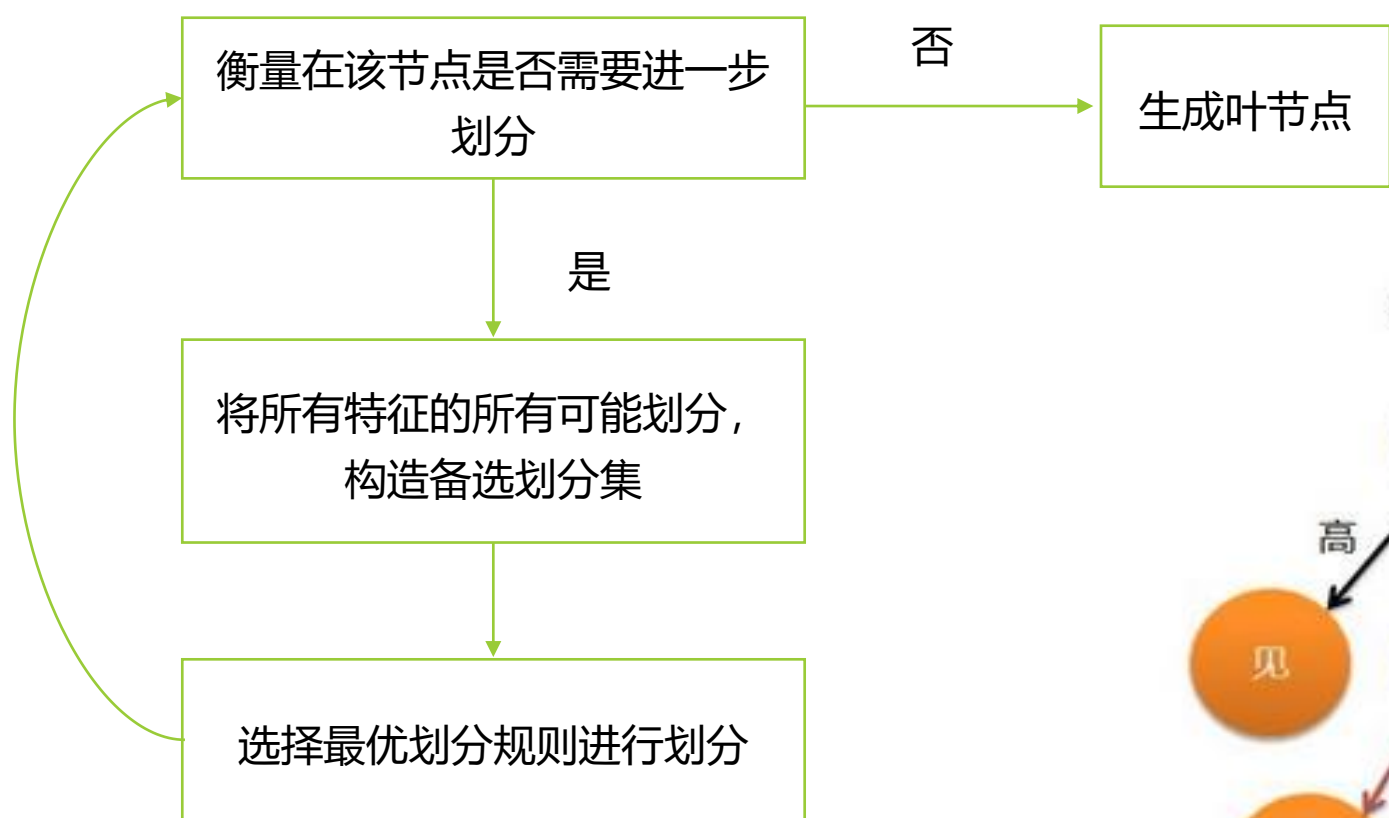 衡量在该节点是否需要进一步
划分
否
生成叶节点
是
将所有特征的所有可能划分，
构造备选划分集
高
见
选择最优划分规则进行划分